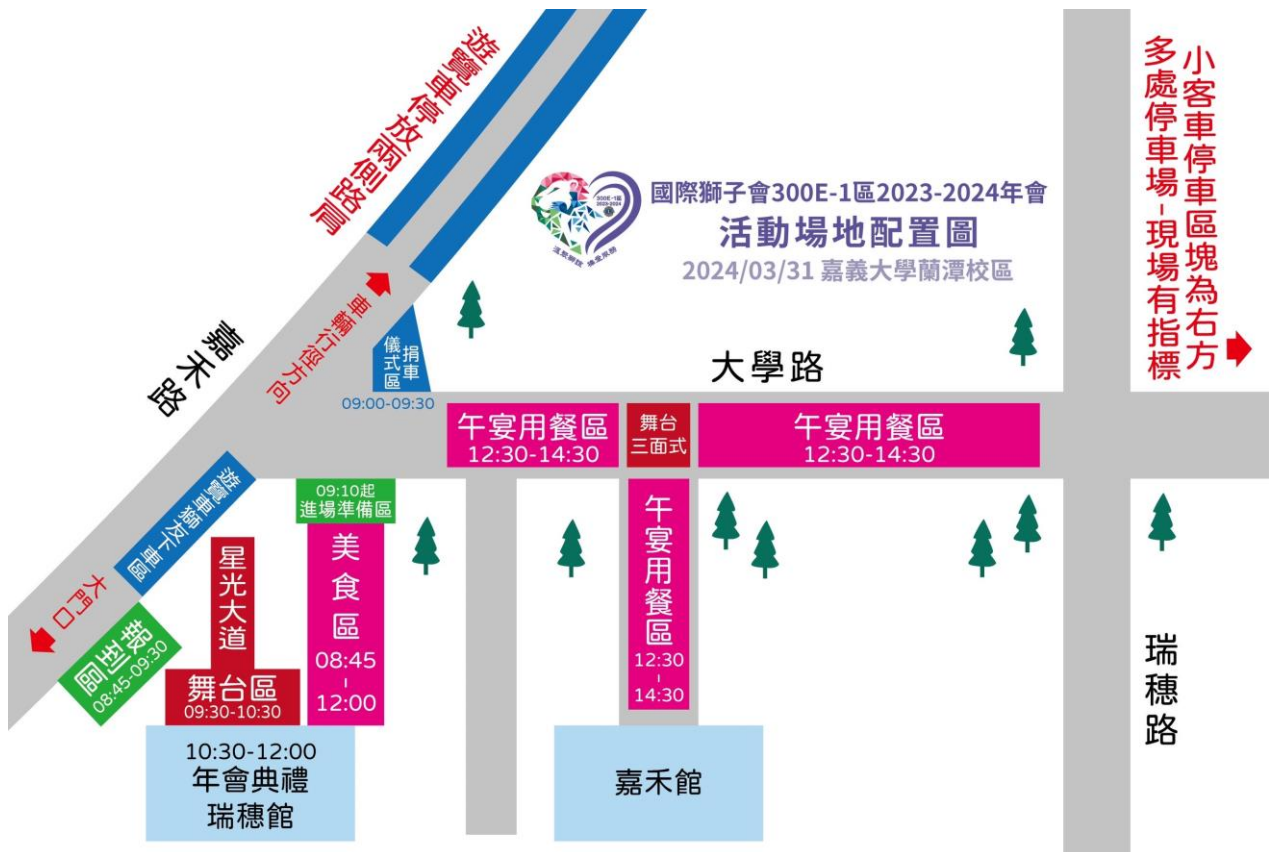 遊覽車停放兩側路肩
小客車停車區塊為右方
多處停車場-現場有指標
300E-1區
2023-2024
國際獅子會300E-1區2023-2024年會
活動場地配置圖
2024/03/31 嘉義大學蘭潭校區
車輛行徑方向
嘉禾路
捐車
儀式區
09:00-09:30
大學路
午宴用餐區
12:30-14:30
舞台
三面式
午宴用餐區
12:30-14:30
遊覽車獅友下車區
09:10起
進場準備區
大門口
報到區
08:45-09:30
星光大道
舞台區
09:30-10:30
美食區
08:45
-
12:00
午宴用餐區
12:30
-
14:30
瑞穗路
10:30-12:00
年會典禮
瑞穗館
嘉禾館